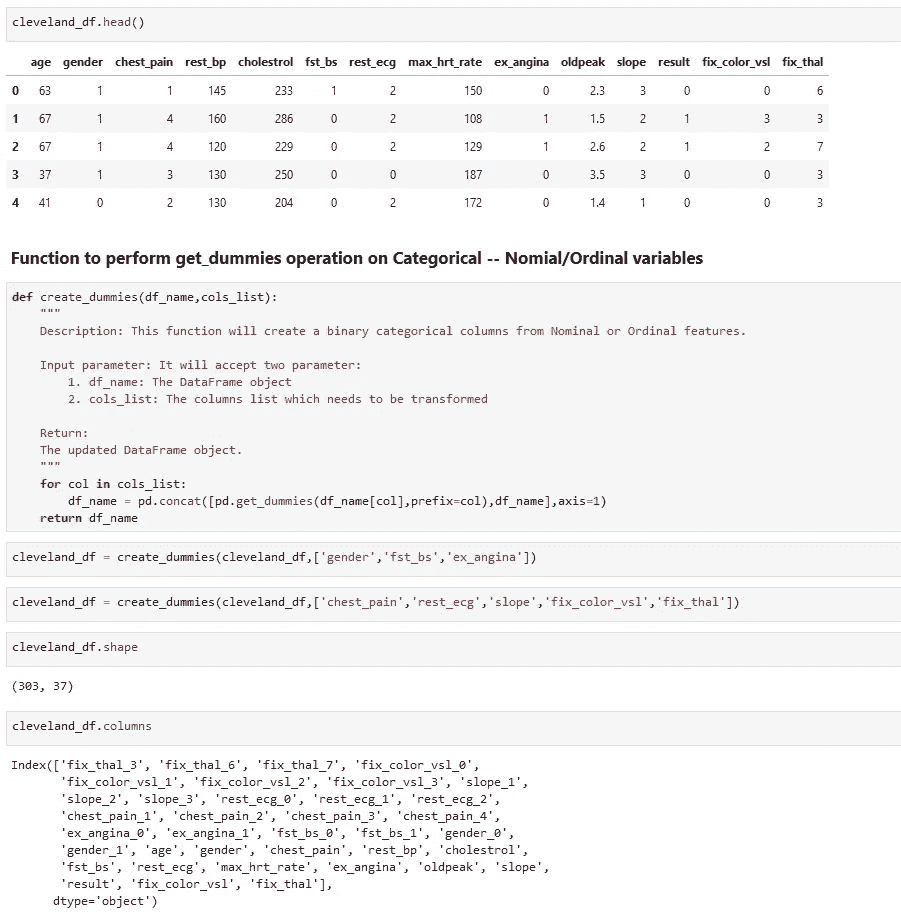 cleveland_df.head()
age gender chest_pain rest_bp cholestrol fst_bs rest_ecg max_hrt_rate ex_angina oldpeak slope result fix_color_vsl fix_thal
0 63 1 1 145 233 1 2 150 0 2.3 3 0 0 6
1 67 1 4 160 286 0 2 108 1 1.5 2 1 3 3
2 67 1 4 120 229 0 2 129 1 2.6 2 1 2 7
3 37 1 3 130 250 0 0 187 0 3.5 3 0 0 3
4 41 0 2 130 204 0 2 172 0 1.4 1 0 0 3
Function to perform get_dummies operation on Categorical -- Nomial/Ordinal variables
def create_dummies(df_name,cols_list):
"""
Description: This function will create a binary categorical columns from Nominal or Ordinal features.
Input parameter: It will accept two parameter:
1. df_name: The DataFrame object
2. cols_list: The columns list which needs to be transformed
Return:
The updated DataFrame object.
"""
for col in cols_list:
df_name = pd.concat([pd.get_dummies(df_name[col],prefix=col),df_name],axis=1)
return df_name
cleveland_df = create_dummies(cleveland_df,['gender','fst_bs','ex_angina'])
cleveland_df = create_dummies(cleveland_df,['chest_pain','rest_ecg','slope','fix_color_vsl','fix_thal'])
cleveland_df.shape
(303, 37)
cleveland_df.columns
Index(['fix_thal_3', 'fix_thal_6', 'fix_thal_7', 'fix_color_vsl_0',
'fix_color_vsl_1', 'fix_color_vsl_2', 'fix_color_vsl_3', 'slope_1',
'slope_2', 'slope_3', 'rest_ecg_0', 'rest_ecg_1', 'rest_ecg_2',
'chest_pain_1', 'chest_pain_2', 'chest_pain_3', 'chest_pain_4',
'ex_angina_0', 'ex_angina_1', 'fst_bs_0', 'fst_bs_1', 'gender_0',
'gender_1', 'age', 'gender', 'chest_pain', 'rest_bp', 'cholestrol',
'fst_bs', 'rest_ecg', 'max_hrt_rate', 'ex_angina', 'oldpeak', 'slope',
'result', 'fix_color_vsl', 'fix_thal'],
dtype='object')